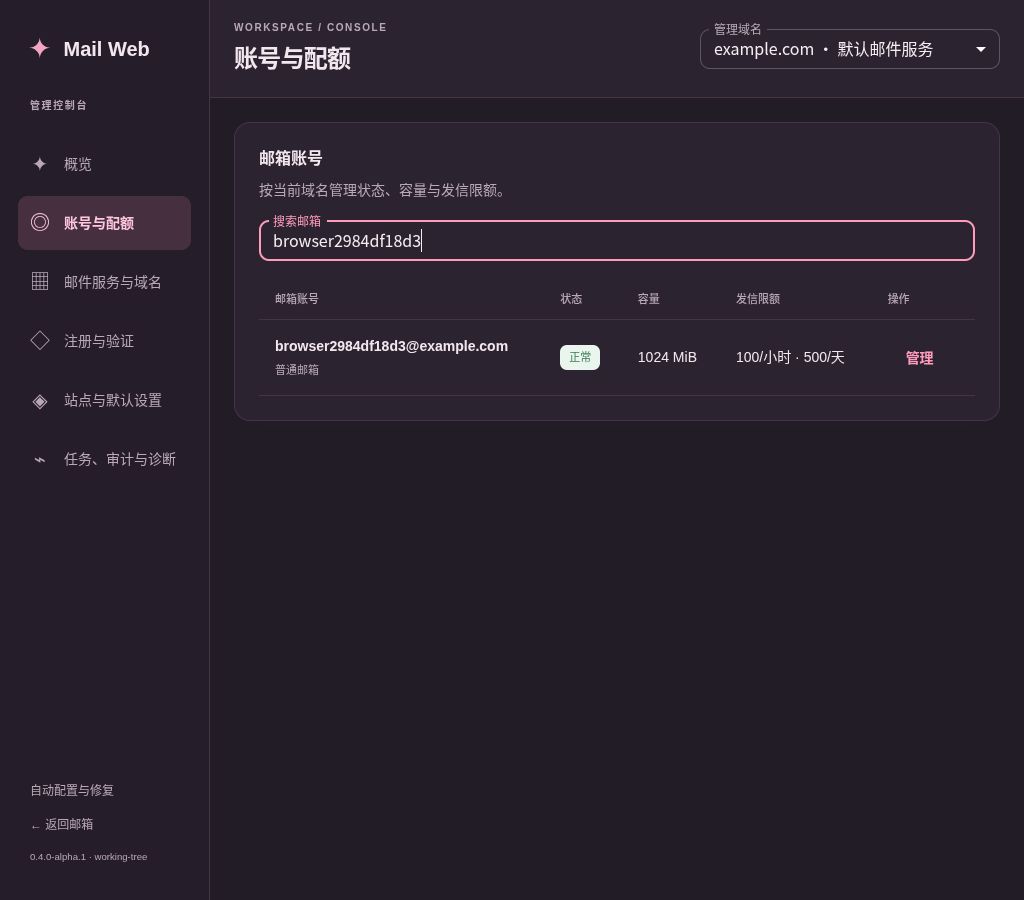 Mail Web
管理控制台
概览
账号与配额
邮件服务与域名
注册与验证
站点与默认设置
任务、审计与诊断
自动配置与修复
← 返回邮箱
0.4.0-alpha.1 · working-tree
WORKSPACE / CONSOLE
账号与配额
管理域名
example.com · 默认邮件服务
邮箱账号
按当前域名管理状态、容量与发信限额。
搜索邮箱
browser2984df18d3
邮箱账号 状态 容量 发信限额 操作
browser2984df18d3@example.com 正常 1024 MiB 100/小时 · 500/天 管理
普通邮箱